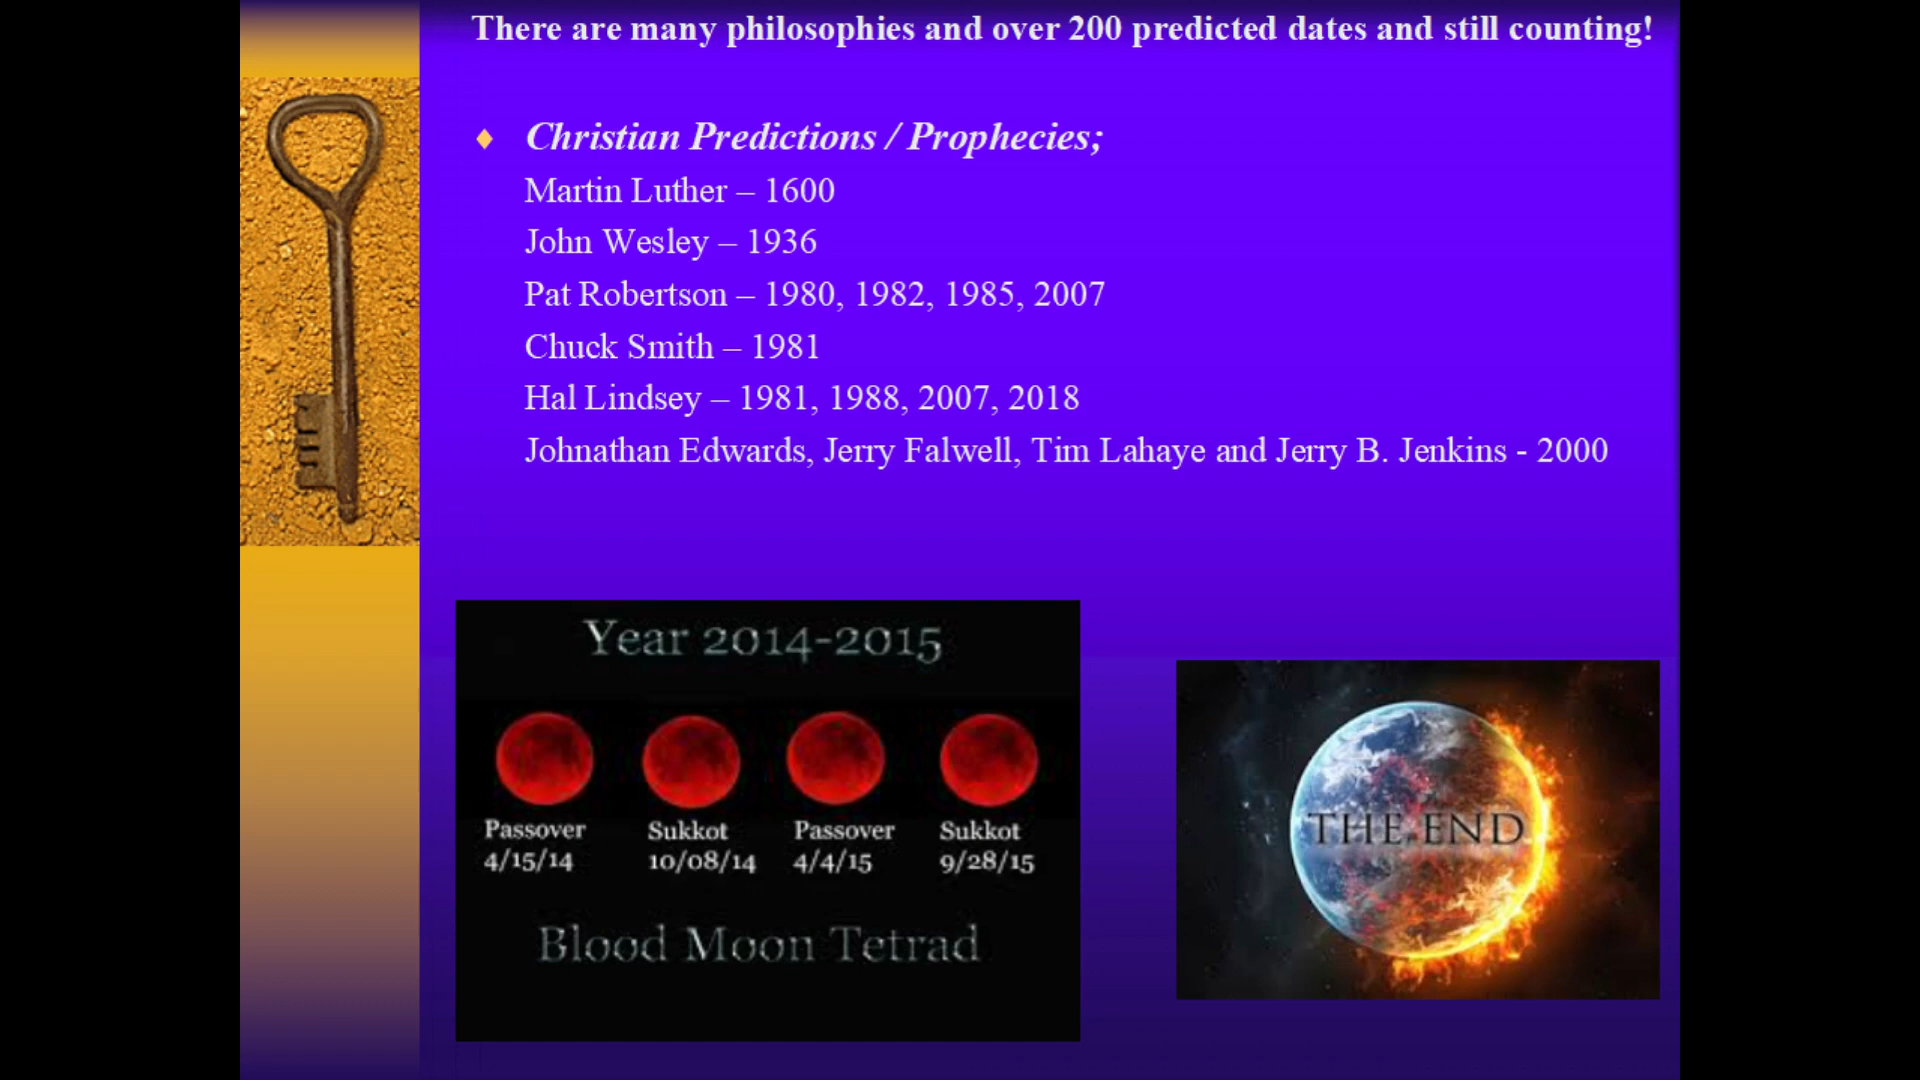 There are many philosophies and over 200 predicted dates and still counting!
Christian Predictions / Prophecies;
Martin Luther – 1600
John Wesley – 1936
Pat Robertson – 1980, 1982, 1985, 2007
Chuck Smith – 1981
Hal Lindsey – 1981, 1988, 2007, 2018
Johnathan Edwards, Jerry Falwell, Tim Lahaye and Jerry B. Jenkins - 2000
Year 2014-2015
Passover Sukkot Passover Sukkot
4/15/14 10/08/14 4/4/15 9/28/15
Blood Moon Tetrad
THE END